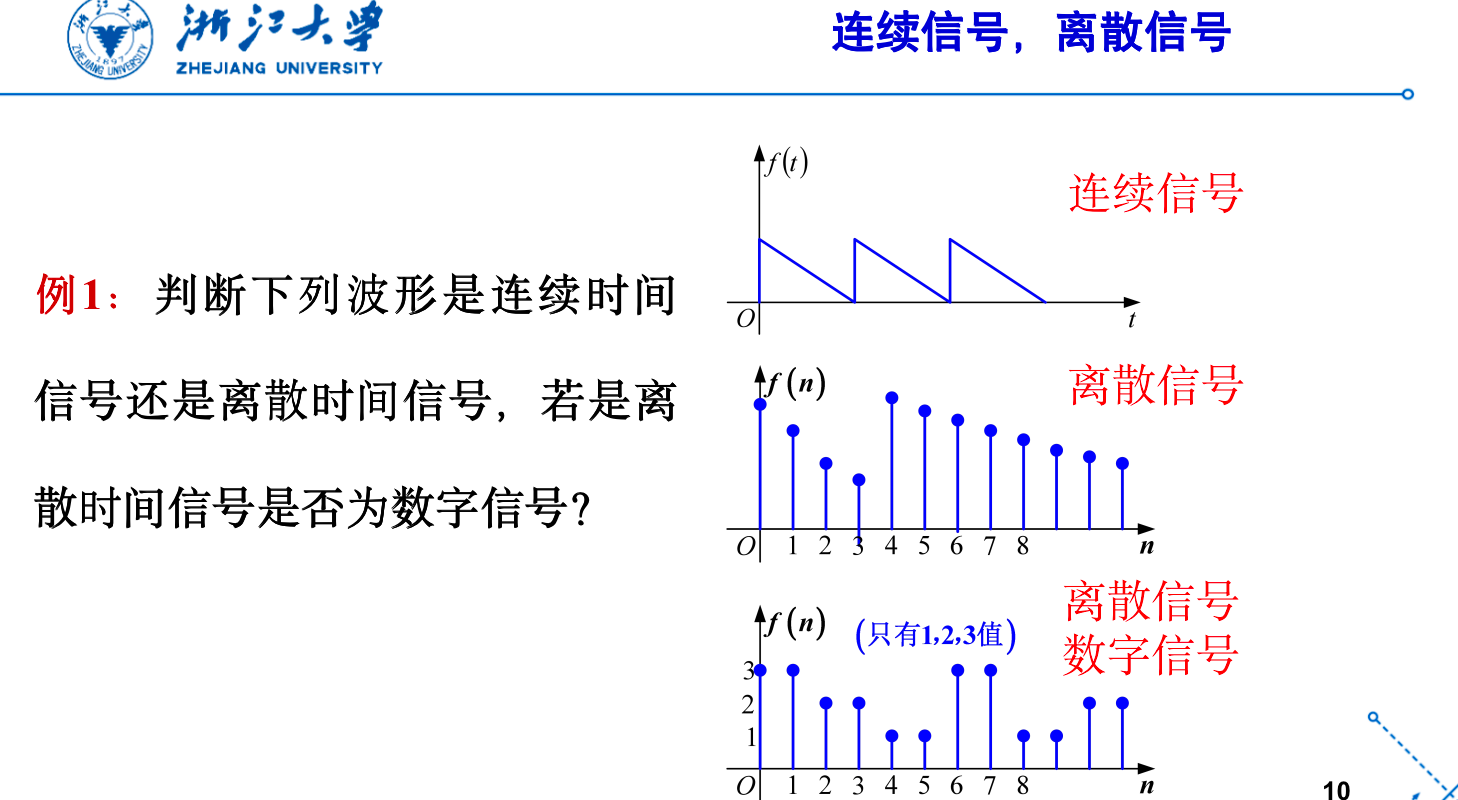 浙江大学
ZHEJIANG UNIVERSITY
连续信号，离散信号
例1：判断下列波形是连续时间
信号还是离散时间信号，若是离
散时间信号是否为数字信号？
f(t)
连续信号
O
t
f(n)
离散信号
O 1 2 3 4 5 6 7 8 n
f(n)
(只有1,2,3值)
离散信号
数字信号
3
2
1
O 1 2 3 4 5 6 7 8 n
10